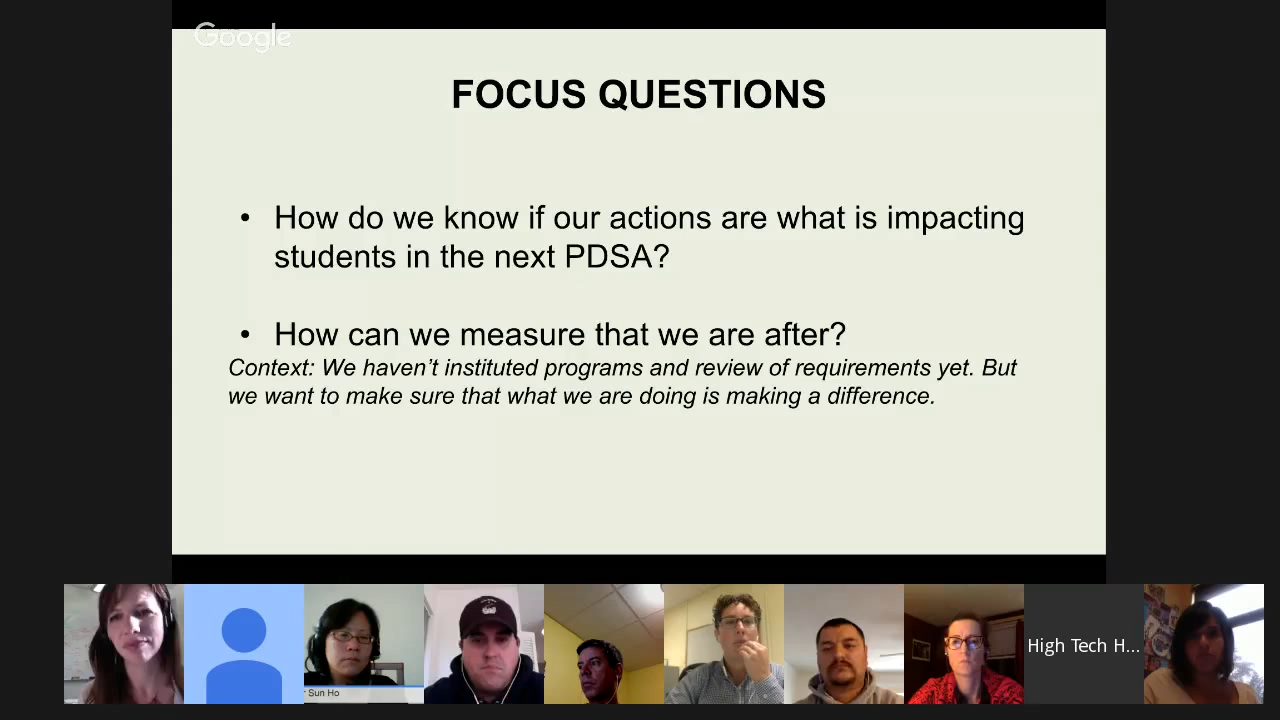 Google
FOCUS QUESTIONS
• How do we know if our actions are what is impacting
students in the next PDSA?
• How can we measure that we are after?
Context: We haven’t instituted programs and review of requirements yet. But
we want to make sure that what we are doing is making a difference.
Sun Ho
High Tech H...